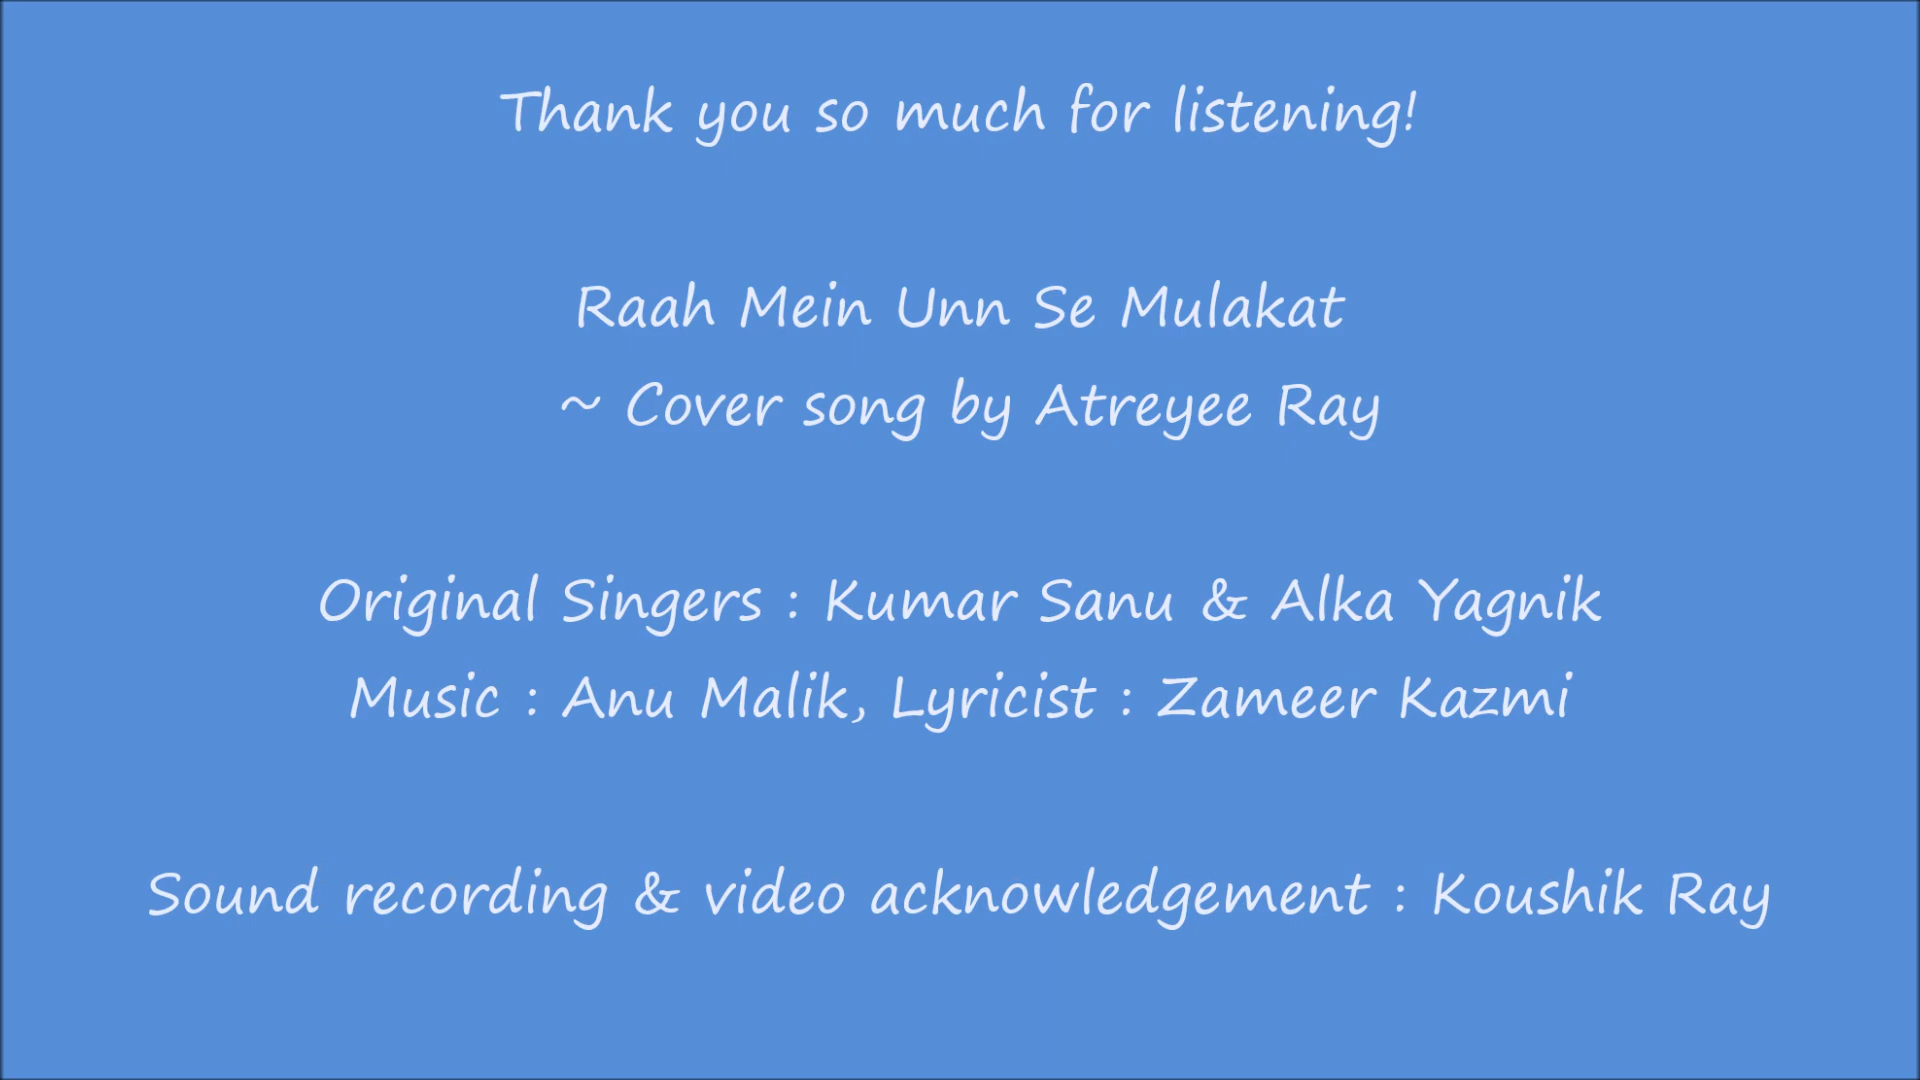 Thank you so much for listening!
Raah Mein Unn Se Mulakat
~ Cover song by Atreyee Ray
Original Singers : Kumar Sanu & Alka Yagnik
Music : Anu Malik, Lyricist : Zameer Kazmi
Sound recording & video acknowledgement : Koushik Ray